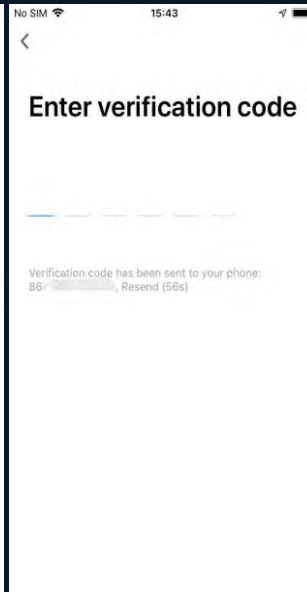 No SIM 15:43
Enter verification code
Verification code has been sent to your phone:
86 , Resend (56s)